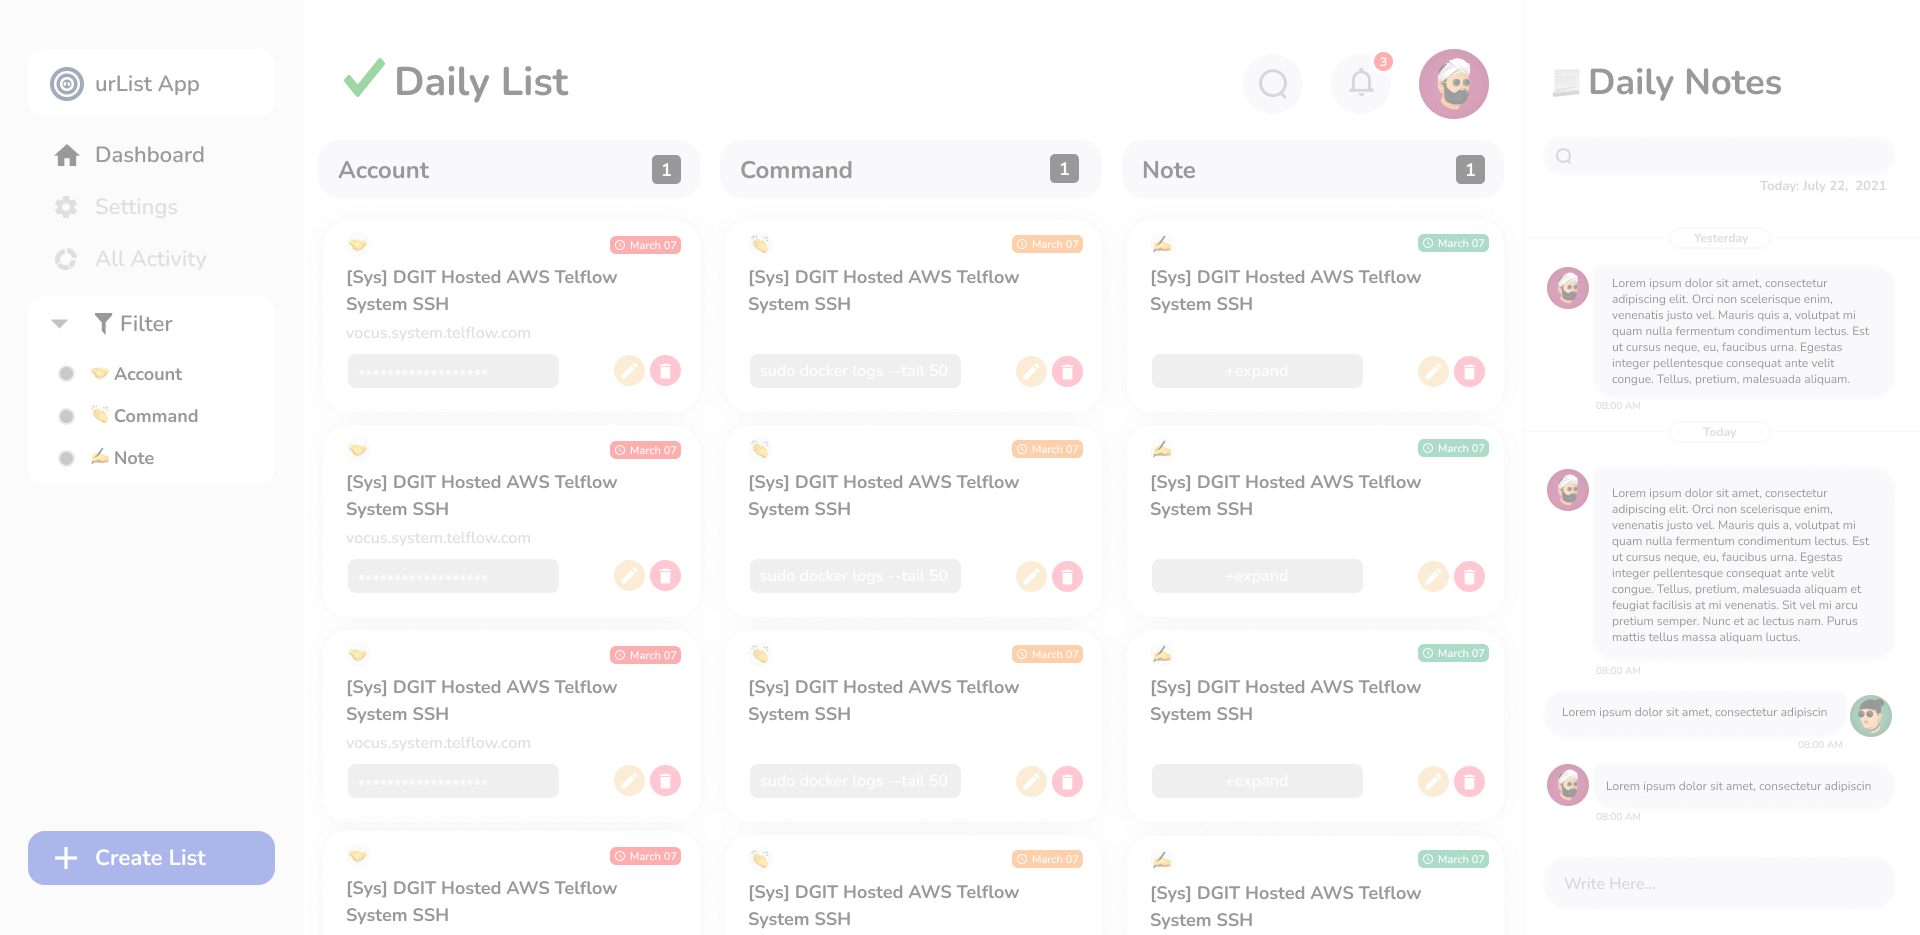 urList App
Dashboard
Settings
All Activity
Filter
Account
Command
Note
Create List
Daily List
3
Account
1
March 07
[Sys] DGIT Hosted AWS Telflow
System SSH
vocus.system.telflow.com
******************
March 07
[Sys] DGIT Hosted AWS Telflow
System SSH
vocus.system.telflow.com
******************
March 07
[Sys] DGIT Hosted AWS Telflow
System SSH
vocus.system.telflow.com
******************
March 07
[Sys] DGIT Hosted AWS Telflow
System SSH
Command
1
March 07
[Sys] DGIT Hosted AWS Telflow
System SSH
sudo docker logs --tail 50
March 07
[Sys] DGIT Hosted AWS Telflow
System SSH
sudo docker logs --tail 50
March 07
[Sys] DGIT Hosted AWS Telflow
System SSH
sudo docker logs --tail 50
March 07
[Sys] DGIT Hosted AWS Telflow
System SSH
Note
1
March 07
[Sys] DGIT Hosted AWS Telflow
System SSH
+expand
March 07
[Sys] DGIT Hosted AWS Telflow
System SSH
+expand
March 07
[Sys] DGIT Hosted AWS Telflow
System SSH
+expand
March 07
[Sys] DGIT Hosted AWS Telflow
System SSH
Daily Notes
Today: July 22, 2021
Yesterday
Lorem ipsum dolor sit amet, consectetur
adipiscing elit. Orci non scelerisque enim,
venenatis justo vel. Mauris quis a, volutpat mi
quam nulla fermentum condimentum lectus. Est
ut cursus neque, eu, faucibus urna. Egestas
integer pellentesque consequat ante velit
congue. Tellus, pretium, malesuada aliquam.
08:00 AM
Today
Lorem ipsum dolor sit amet, consectetur
adipiscing elit. Orci non scelerisque enim,
venenatis justo vel. Mauris quis a, volutpat mi
quam nulla fermentum condimentum lectus. Est
ut cursus neque, eu, faucibus urna. Egestas
integer pellentesque consequat ante velit
congue. Tellus, pretium, malesuada aliquam et
feugiat facilisis at mi venenatis. Sit vel mi arcu
pretium semper. Nunc et ac lectus nam. Purus
mattis tellus massa aliquam luctus.
08:00 AM
Lorem ipsum dolor sit amet, consectetur adipiscin
08:00 AM
Lorem ipsum dolor sit amet, consectetur adipiscin
08:00 AM
Write Here...